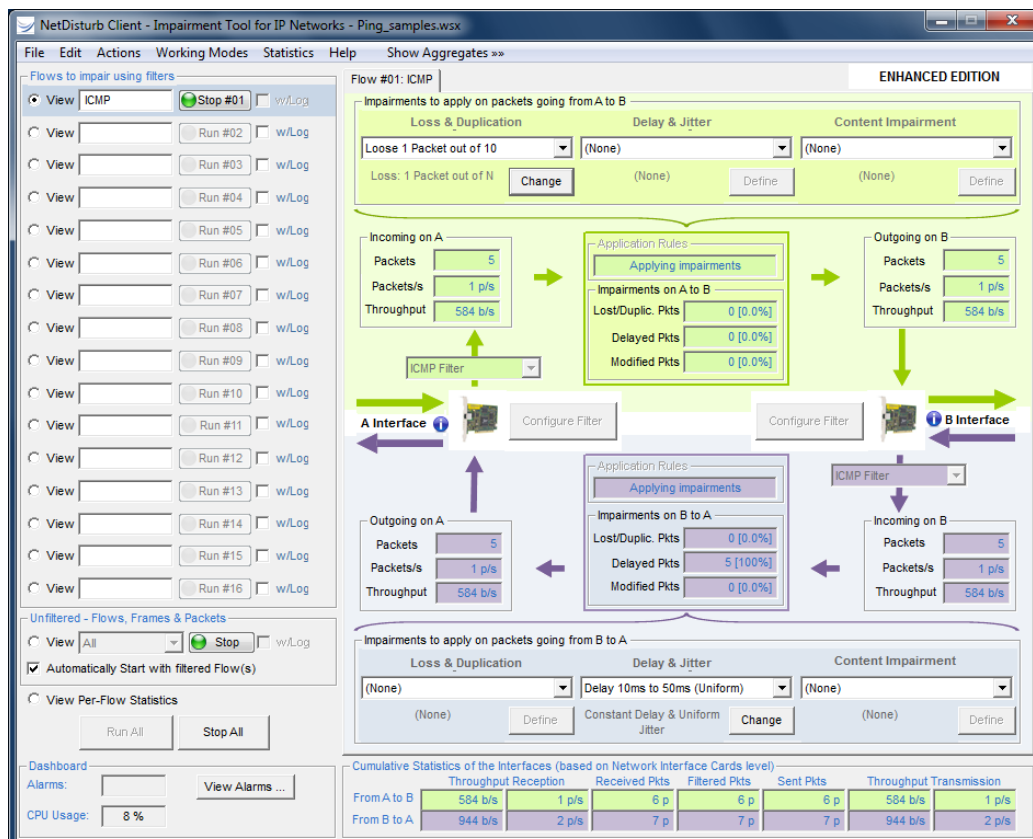 NetDisturb Client - Impairment Tool for IP Networks - Ping_samples.wsx
File Edit Actions Working Modes Statistics Help Show Aggregates »»
Flows to impair using filters
View ICMP Stop #01 w/Log
View Run #02 w/Log
View Run #03 w/Log
View Run #04 w/Log
View Run #05 w/Log
View Run #06 w/Log
View Run #07 w/Log
View Run #08 w/Log
View Run #09 w/Log
View Run #10 w/Log
View Run #11 w/Log
View Run #12 w/Log
View Run #13 w/Log
View Run #14 w/Log
View Run #15 w/Log
View Run #16 w/Log
Unfiltered - Flows, Frames & Packets
View All Stop w/Log
Automatically Start with filtered Flow(s)
View Per-Flow Statistics
Run All Stop All
Dashboard
Alarms: View Alarms ...
CPU Usage: 8 %
Flow #01: ICMP
ENHANCED EDITION
Impairments to apply on packets going from A to B
Loss & Duplication Delay & Jitter Content Impairment
Loose 1 Packet out of 10 (None) (None)
Loss: 1 Packet out of N Change (None) Define (None) Define
Incoming on A
Packets 5
Packets/s 1 p/s
Throughput 584 b/s
Application Rules
Applying impairments
Impairments on A to B
Lost/Duplic. Pkts 0 [0.0%]
Delayed Pkts 0 [0.0%]
Modified Pkts 0 [0.0%]
Outgoing on B
Packets 5
Packets/s 1 p/s
Throughput 584 b/s
ICMP Filter
A Interface Configure Filter Configure Filter B Interface
ICMP Filter
Outgoing on A
Packets 5
Packets/s 1 p/s
Throughput 584 b/s
Application Rules
Applying impairments
Impairments on B to A
Lost/Duplic. Pkts 0 [0.0%]
Delayed Pkts 5 [100%]
Modified Pkts 0 [0.0%]
Incoming on B
Packets 5
Packets/s 1 p/s
Throughput 584 b/s
Impairments to apply on packets going from B to A
Loss & Duplication Delay & Jitter Content Impairment
(None) Delay 10ms to 50ms (Uniform) (None)
(None) Define Constant Delay & Uniform Jitter Change (None) Define
Cumulative Statistics of the Interfaces (based on Network Interface Cards level)
Throughput Reception Received Pkts Filtered Pkts Sent Pkts Throughput Transmission
From A to B 584 b/s 1 p/s 6 p 6 p 6 p 584 b/s 1 p/s
From B to A 944 b/s 2 p/s 7 p 7 p 7 p 944 b/s 2 p/s